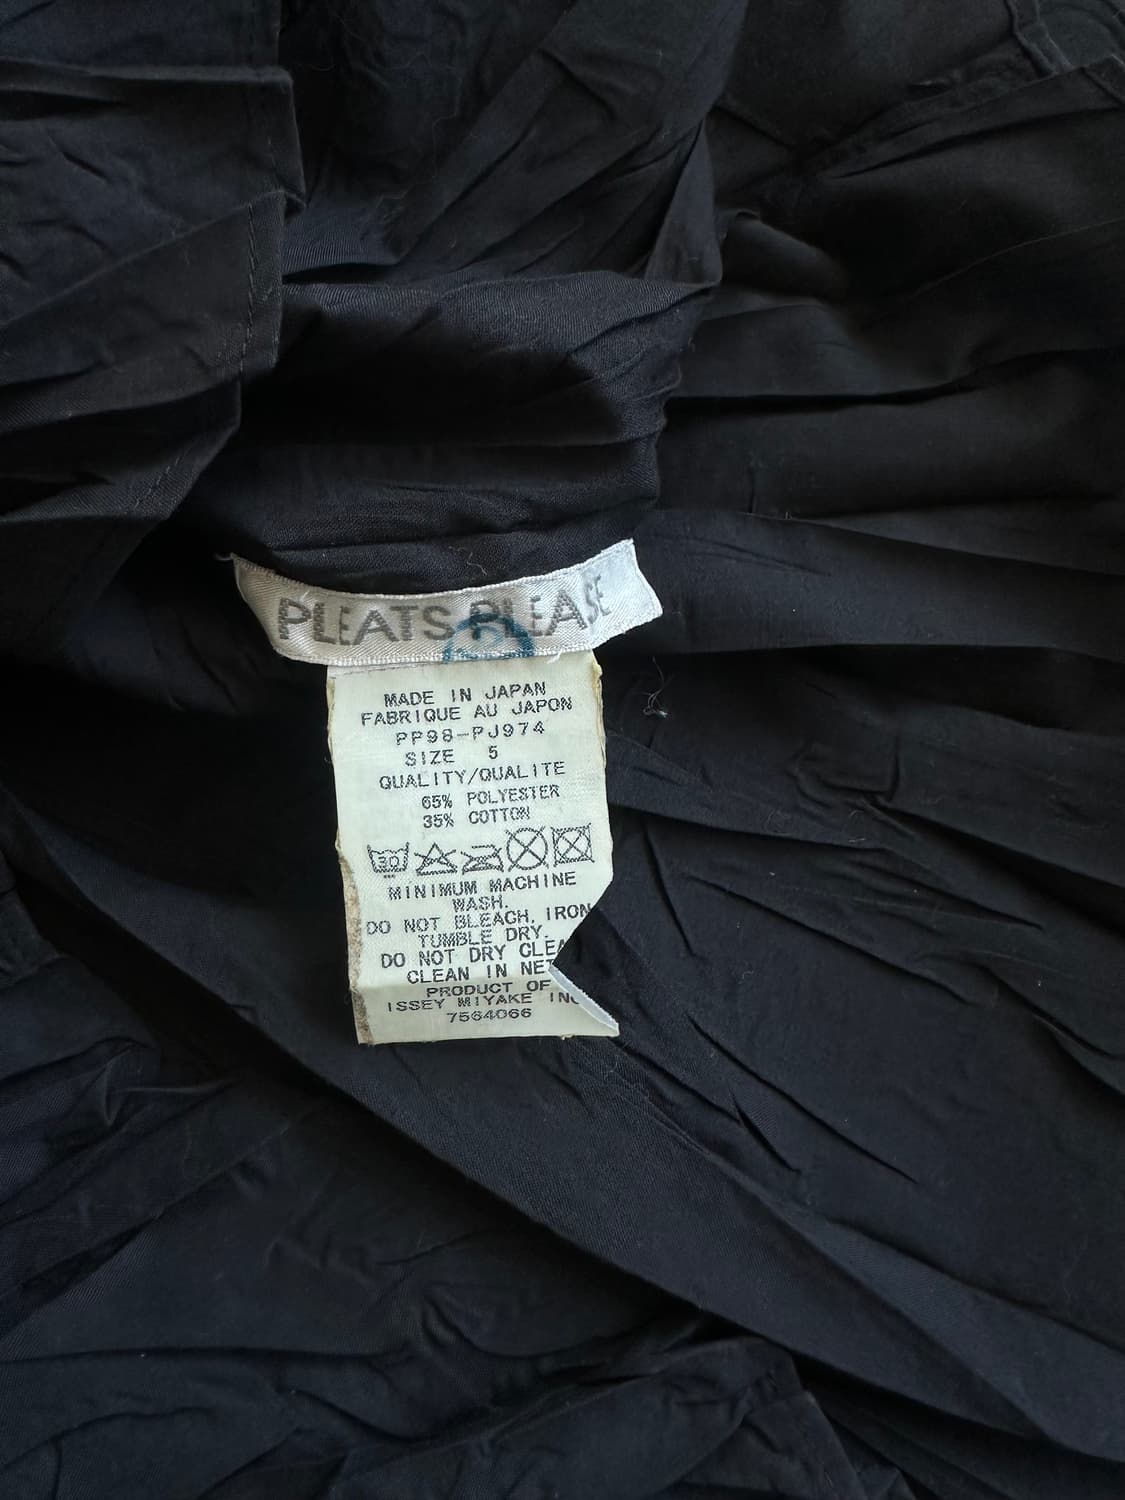 PLEATS PLEASE
MADE IN JAPAN
FABRIQUE AU JAPON
PP98-PJ974
SIZE 5
QUALITY/QUALITE
65% POLYESTER
35% COTTON
30
MINIMUM MACHINE
WASH.
DO NOT BLEACH, IRON
TUMBLE DRY.
DO NOT DRY CLEA
CLEAN IN NET
PRODUCT OF
ISSEY MIYAKE INC
7564066